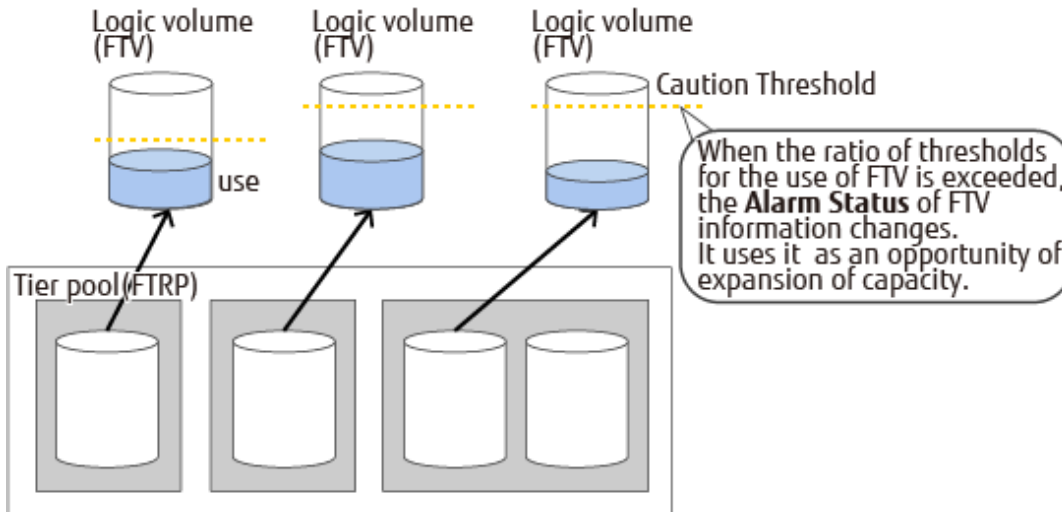 Logic volume
(FTV)
Logic volume
(FTV)
Logic volume
(FTV)
Caution Threshold
use
When the ratio of thresholds
for the use of FTV is exceeded,
the Alarm Status of FTV
information changes.
It uses it as an opportunity of
expansion of capacity.
Tier pool(FTRP)